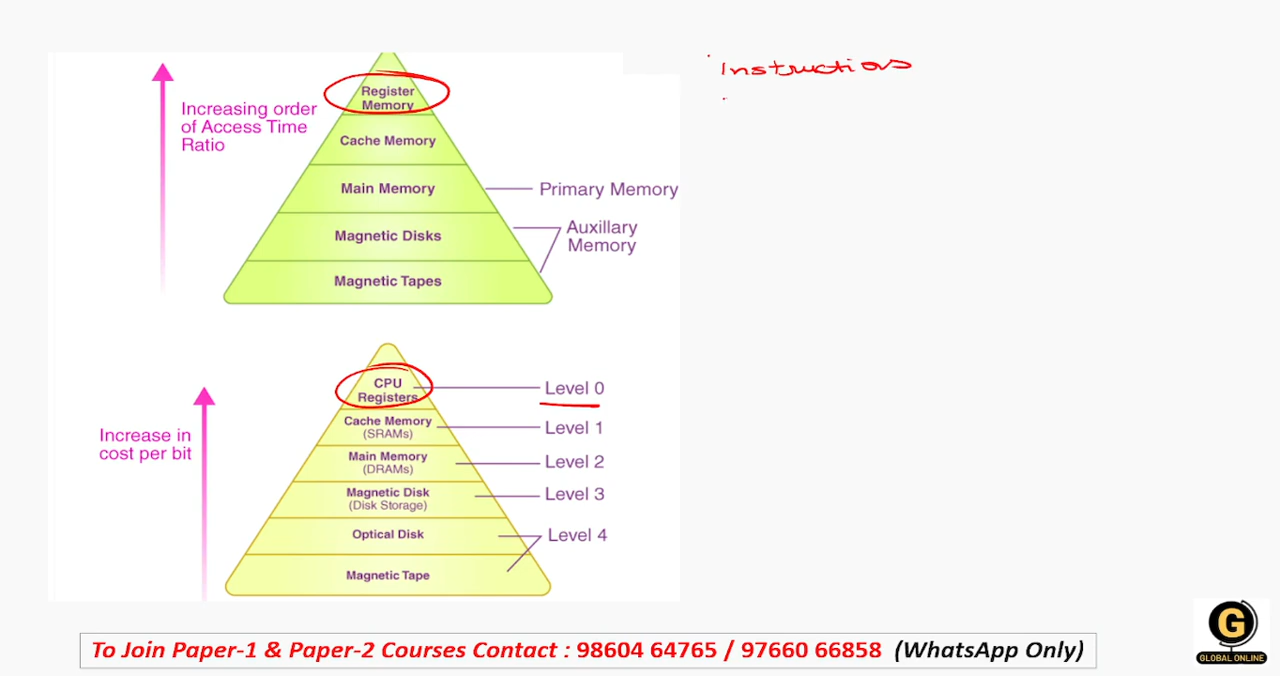 Instructions
Register
Memory
Increasing order
of Access Time
Ratio
Cache Memory
Main Memory
Primary Memory
Magnetic Disks
Auxillary
Memory
Magnetic Tapes
CPU
Registers
Level 0
Increase in
cost per bit
Cache Memory
(SRAMs)
Level 1
Main Memory
(DRAMs)
Level 2
Magnetic Disk
(Disk Storage)
Level 3
Optical Disk
Level 4
Magnetic Tape
To Join Paper-1 & Paper-2 Courses Contact : 98604 64765 / 97660 66858 (WhatsApp Only)
G
GLOBAL ONLINE